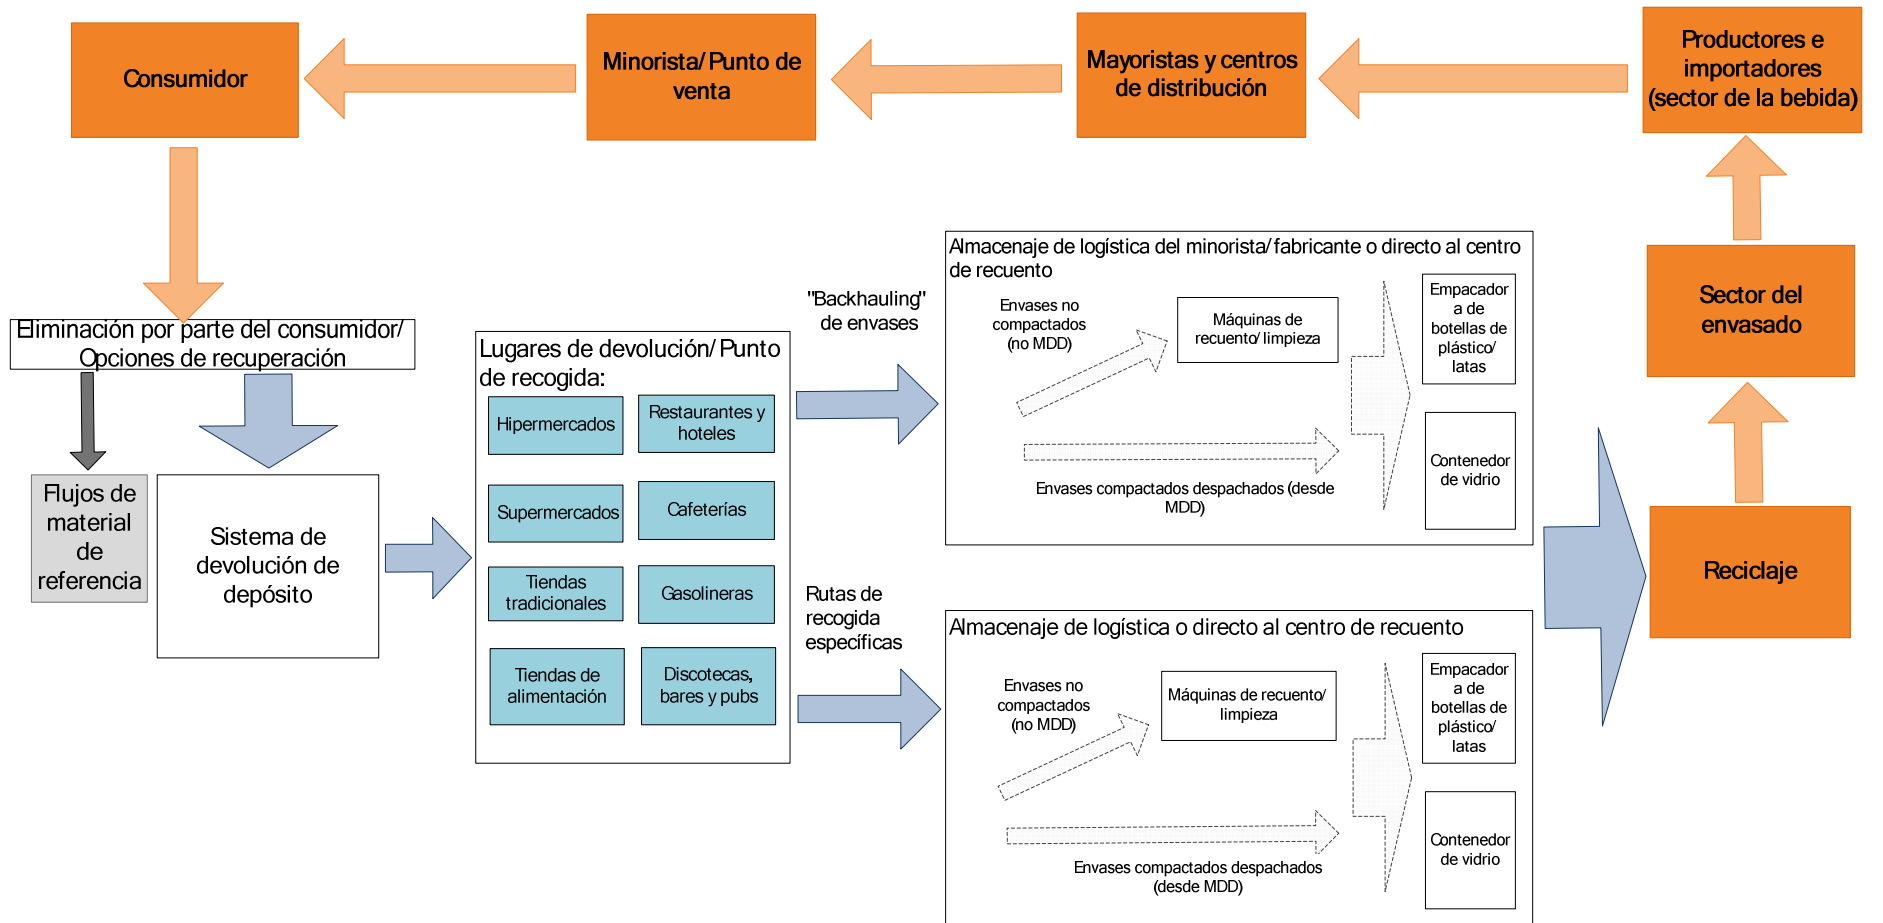 Consumidor
Minorista/ Punto de
venta
Mayoristas y centros
de distribución
Productores e
importadores
(sector de la bebida)
Eliminación por parte del consumidor/
Opciones de recuperación
Flujos de
material
de
referencia
Sistema de
devolución de
depósito
Lugares de devolución/ Punto
de recogida:
Hipermercados
Restaurantes y
hoteles
Supermercados
Cafeterías
Tiendas
tradicionales
Gasolineras
Tiendas de
alimentación
Discotecas,
bares y pubs
"Backhauling"
de envases
Rutas de
recogida
específicas
Almacenaje de logística del minorista/ fabricante o directo al centro
de recuento
Envases no
compactados
(no MDD)
Máquinas de
recuento/ limpieza
Envases compactados despachados (desde
MDD)
Empacador
a de
botellas de
plástico/
latas
Contenedor
de vidrio
Almacenaje de logística o directo al centro de recuento
Envases no
compactados
(no MDD)
Máquinas de recuento/
limpieza
Envases compactados despachados
(desde MDD)
Empacador
a de
botellas de
plástico/
latas
Contenedor
de vidrio
Sector del
envasado
Reciclaje